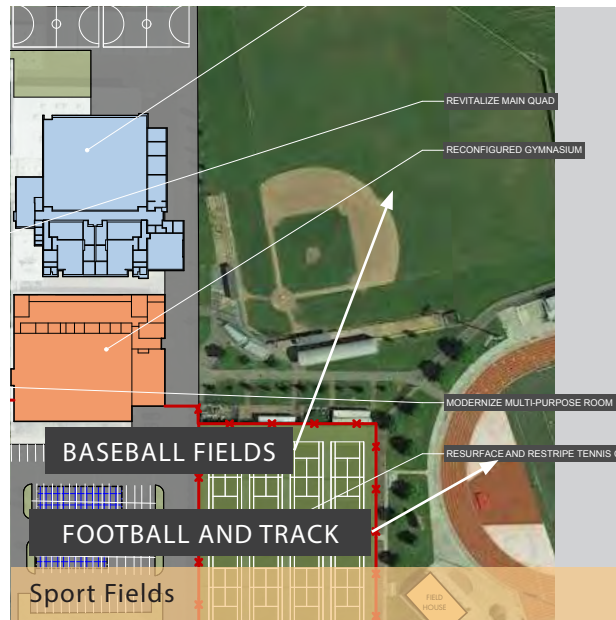 REVITALIZE MAIN QUAD
RECONFIGURED GYMNASIUM
MODERNIZE MULTI-PURPOSE ROOM
BASEBALL FIELDS
RESURFACE AND RESTRIPE TENNIS
FOOTBALL AND TRACK
Sport Fields
FIELD
HOUSE